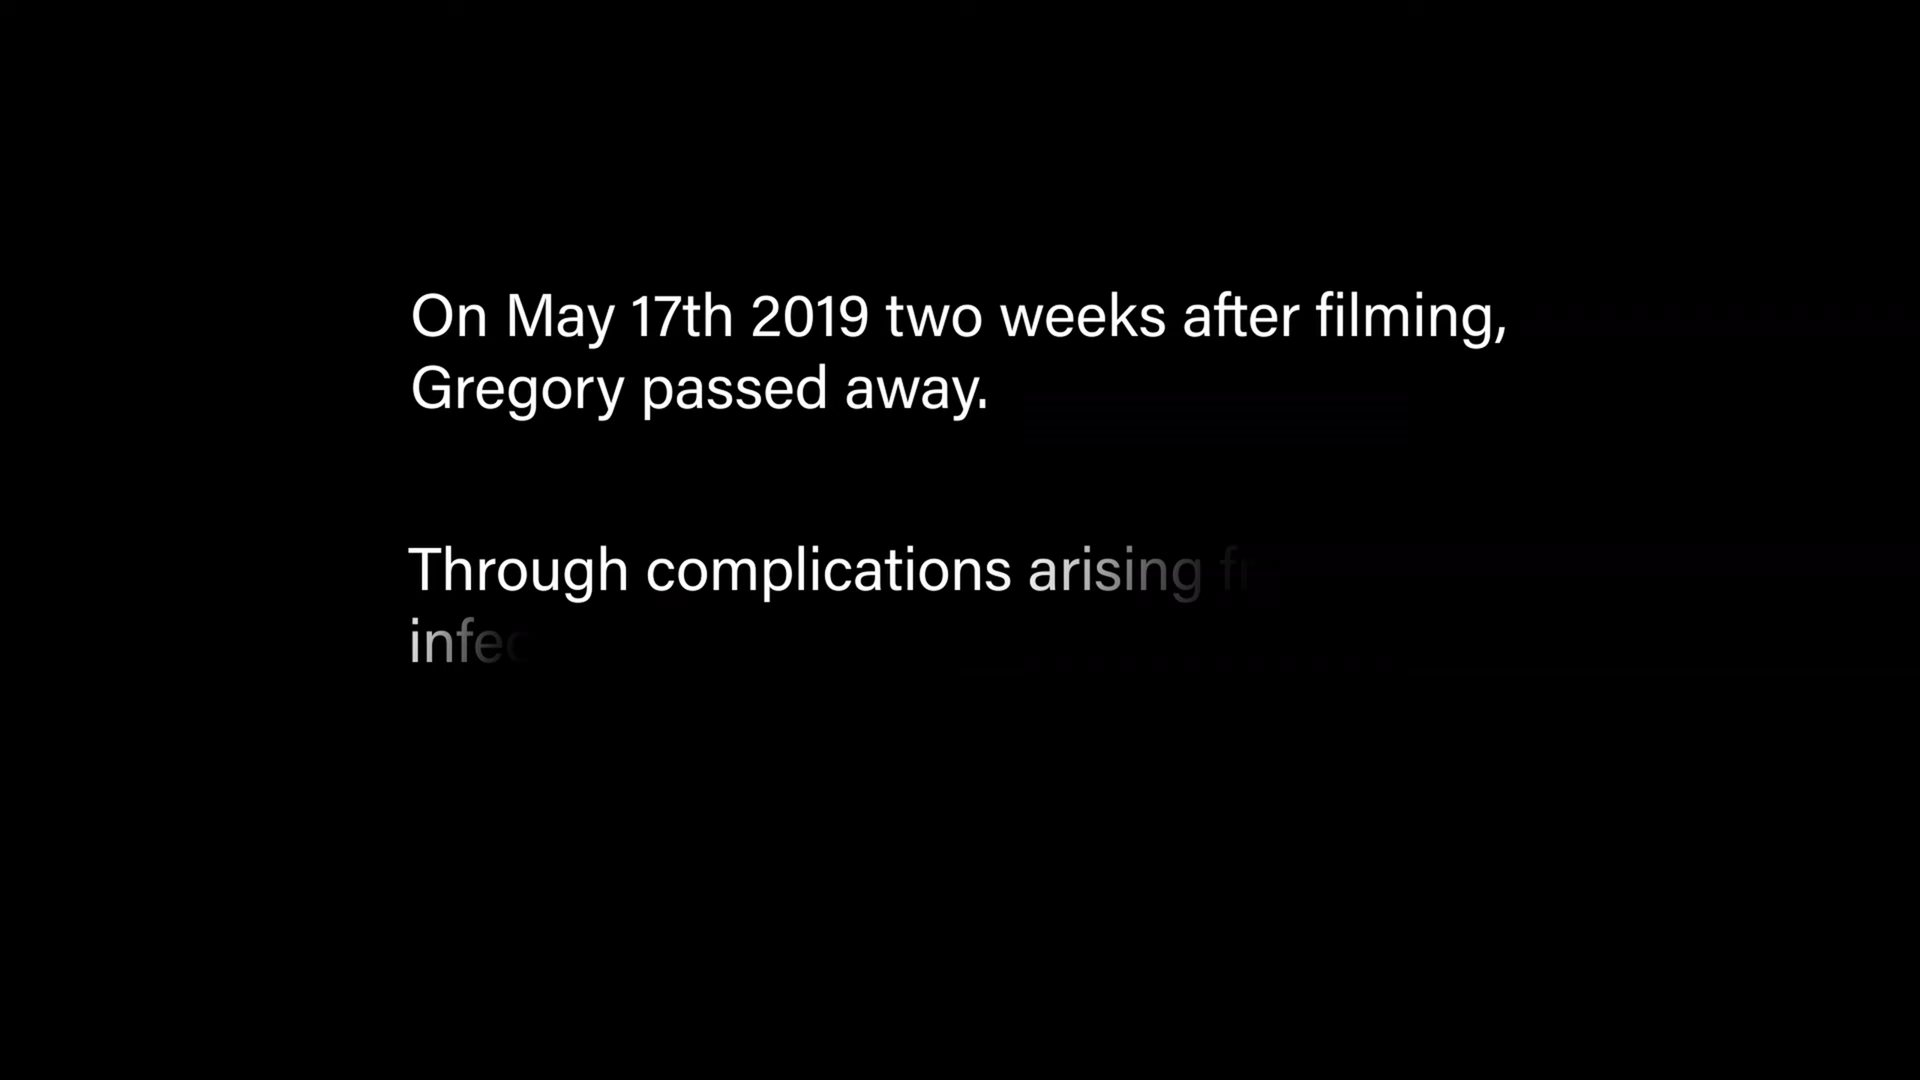 On May 17th 2019 two weeks after filming,
Gregory passed away.
Through complications arising